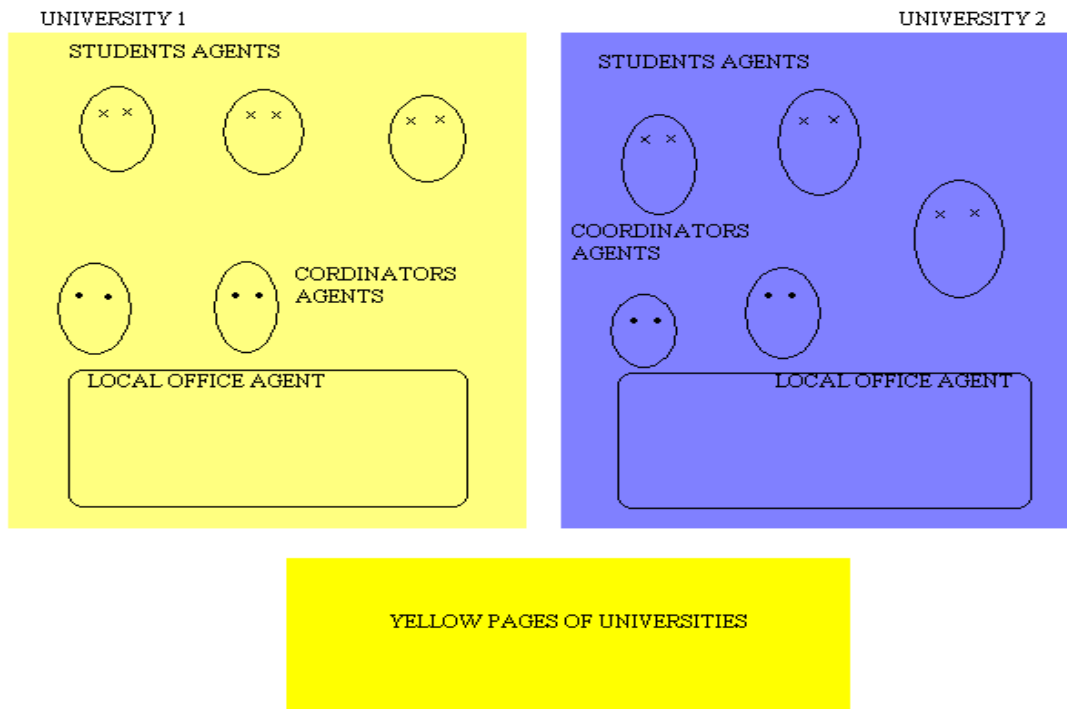 UNIVERSITY 1
STUDENTS AGENTS
CORDINATORS
AGENTS
LOCAL OFFICE AGENT
UNIVERSITY 2
STUDENTS AGENTS
COORDINATORS
AGENTS
LOCAL OFFICE AGENT
YELLOW PAGES OF UNIVERSITIES